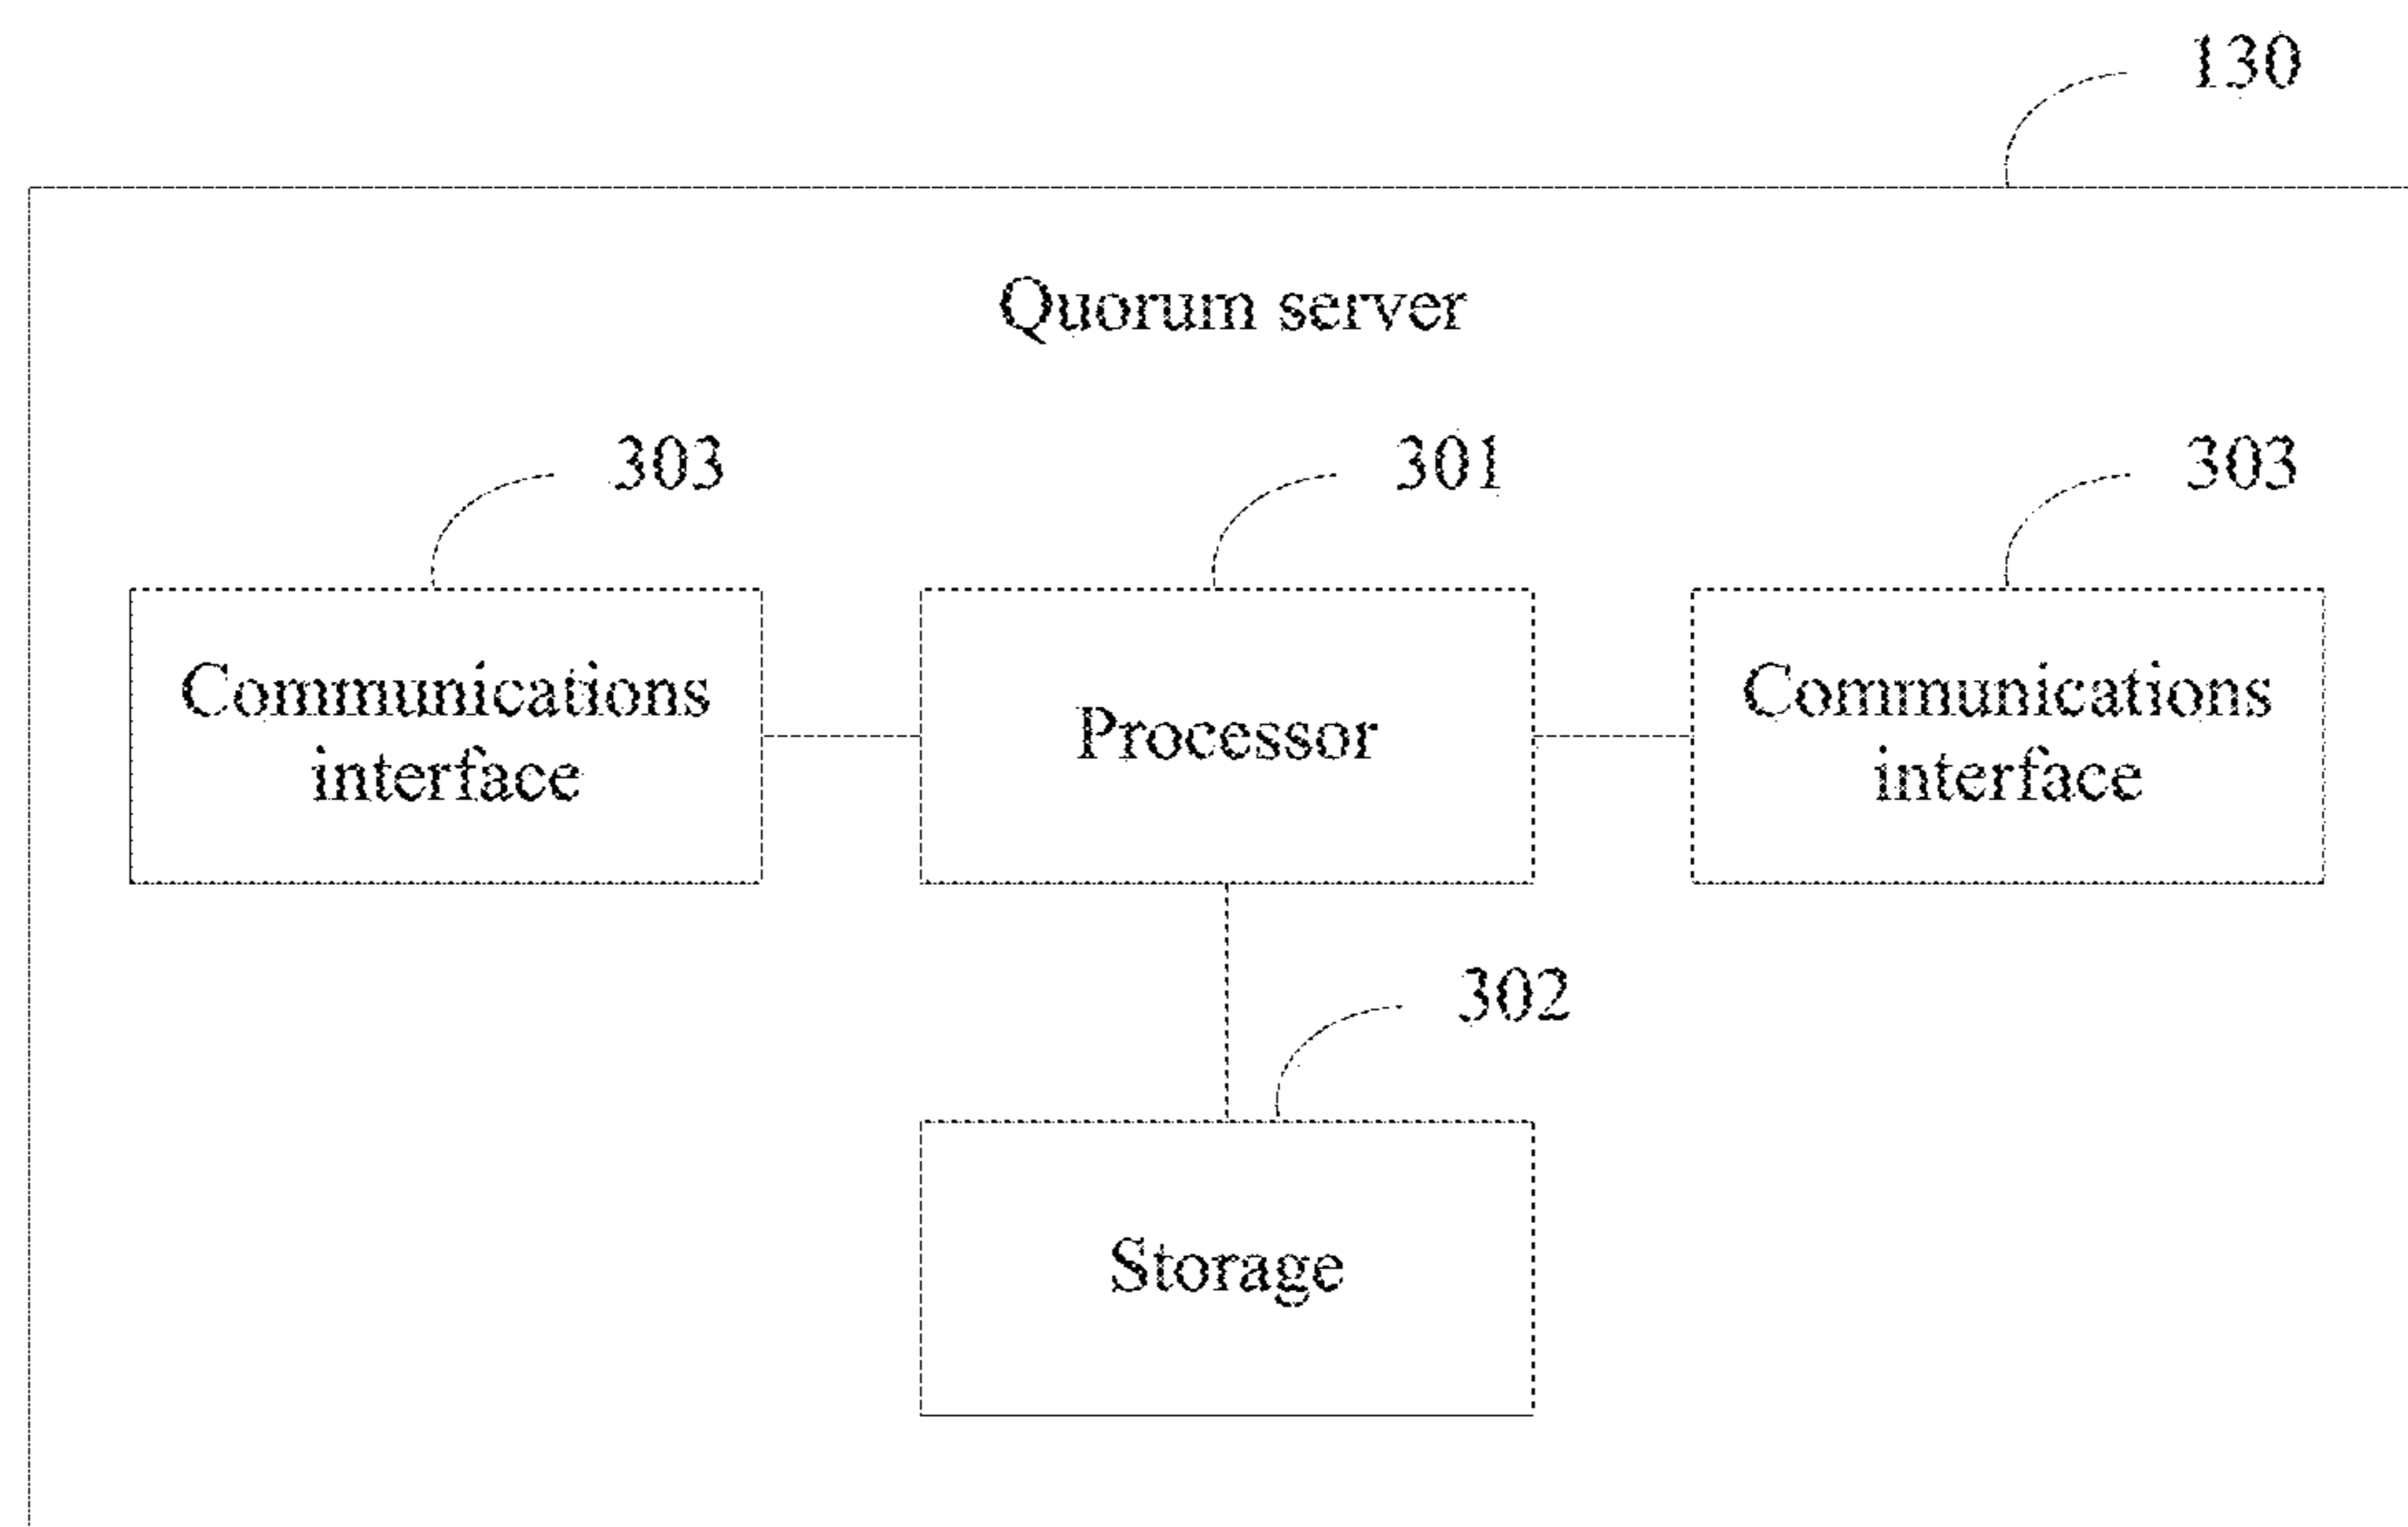 130
Quorum server
303
301
303
Communications
interface
Processor
Communications
interface
302
Storage